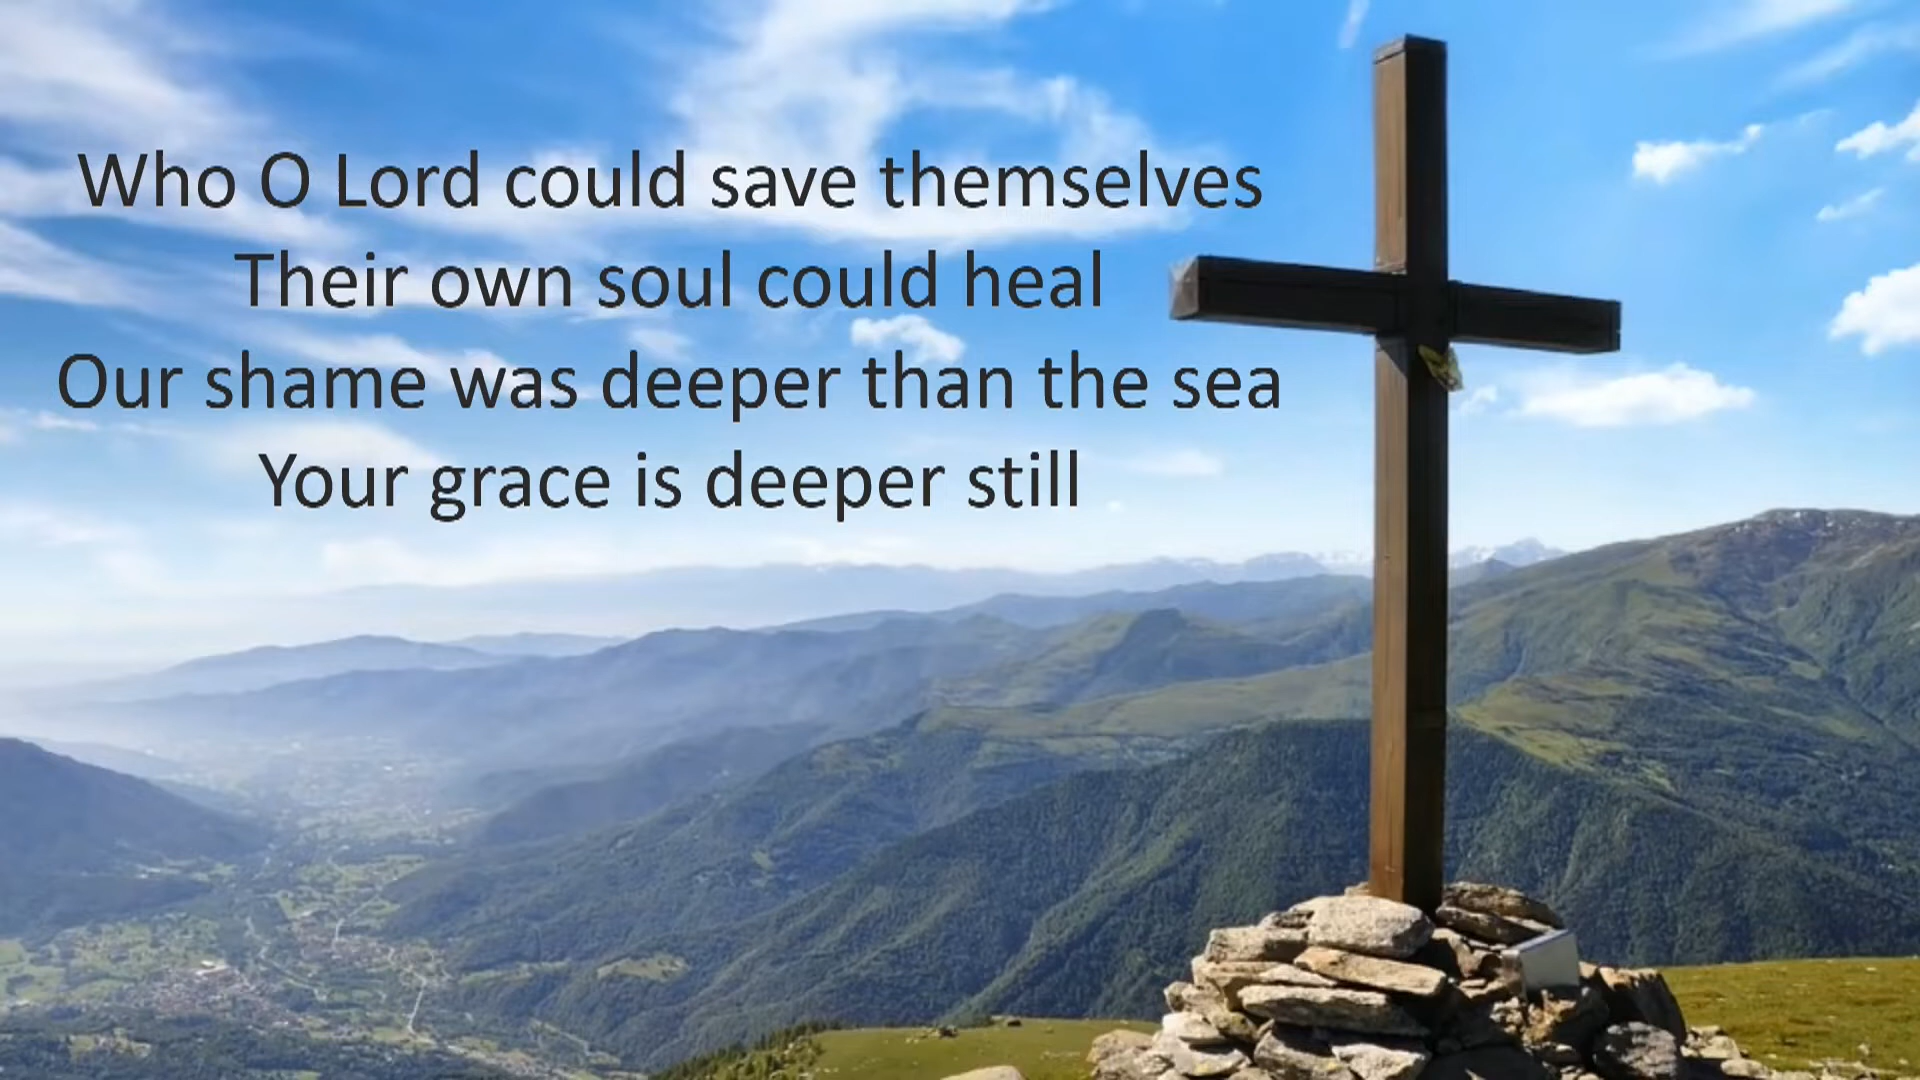 Who O Lord could save themselves
Their own soul could heal
Our shame was deeper than the sea
Your grace is deeper still